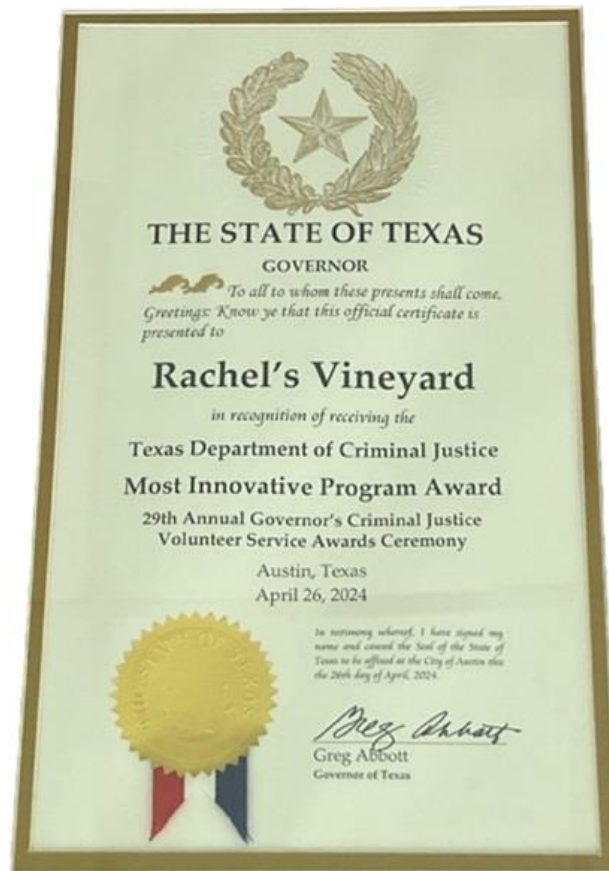 THE STATE OF TEXAS
GOVERNOR
To all to whom these presents shall come,
Greetings: Know ye that this official certificate is
presented to
Rachel's Vineyard
in recognition of receiving the
Texas Department of Criminal Justice
Most Innovative Program Award
29th Annual Governor's Criminal Justice
Volunteer Service Awards Ceremony
Austin, Texas
April 26, 2024
In testimony whereof, I have signed my
name and caused the Seal of the State of
Texas to be affixed at the City of Austin this
the 26th day of April, 2024.
THE STATE OF TEXAS
Greg Abbott
Greg Abbott
Governor of Texas